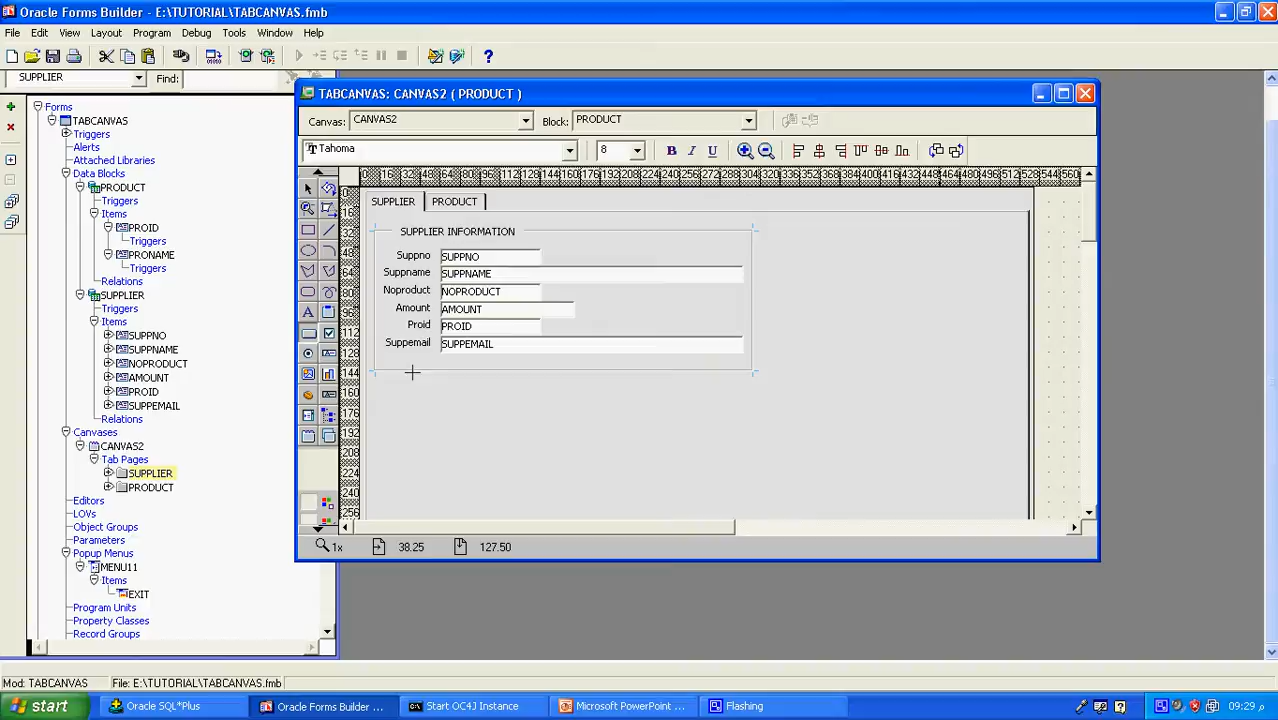 Oracle Forms Builder - E:\TUTORIAL\TABCANVAS.fmb
File Edit View Layout Program Debug Tools Window Help
SUPPLIER Find:
Forms
TABCANVAS
Triggers
Alerts
Attached Libraries
Data Blocks
PRODUCT
Triggers
Items
PROID
Triggers
PRONAME
Triggers
Relations
SUPPLIER
Triggers
Items
SUPPNO
SUPPNAME
NOPRODUCT
AMOUNT
PROID
SUPPEMAIL
Relations
Canvases
CANVAS2
Tab Pages
SUPPLIER
PRODUCT
Editors
LOVs
Object Groups
Parameters
Popup Menus
MENU11
Items
EXIT
Program Units
Property Classes
Record Groups
TABCANVAS: CANVAS2 ( PRODUCT )
Canvas: CANVAS2 Block: PRODUCT
Tahoma 8 B I U
SUPPLIER PRODUCT
SUPPLIER INFORMATION
Suppno SUPPNO
Suppname SUPPNAME
Noproduct NOPRODUCT
Amount AMOUNT
Proid PROID
Suppemail SUPPEMAIL
1x 38.25 127.50
Mod: TABCANVAS File: E:\TUTORIAL\TABCANVAS.fmb
start Oracle SQL*Plus Oracle Forms Builder ... Start OC4J Instance Microsoft PowerPoint ... Flashing 09:29 م